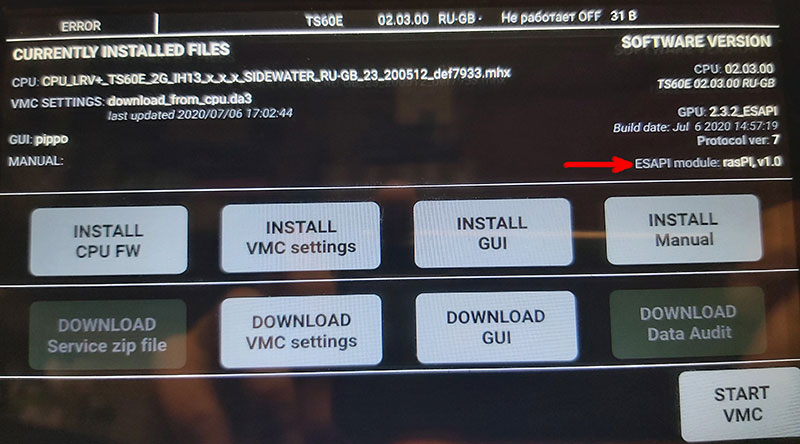 ERROR TS60E 02.03.00 RU-GB - Не работает OFF 31 B
CURRENTLY INSTALLED FILES
SOFTWARE VERSION
CPU: CPU_LRV+_TS60E_2G_IH13_x_x_x_SIDEWATER_RU-GB_23_200512_def7933.mhx
CPU: 02.03.00
TS60E 02.03.00 RU-GB
VMC SETTINGS: download_from_cpu.da3
last updated 2020/07/06 17:02:44
GPU: 2.3.2_ESAPI
Build date: Jul 6 2020 14:57:19
Protocol ver: 7
GUI: pippo
MANUAL:
ESAPI module: rasPI, v1.0
INSTALL
CPU FW
INSTALL
VMC settings
INSTALL
GUI
INSTALL
Manual
DOWNLOAD
Service zip file
DOWNLOAD
VMC settings
DOWNLOAD
GUI
DOWNLOAD
Data Audit
START
VMC